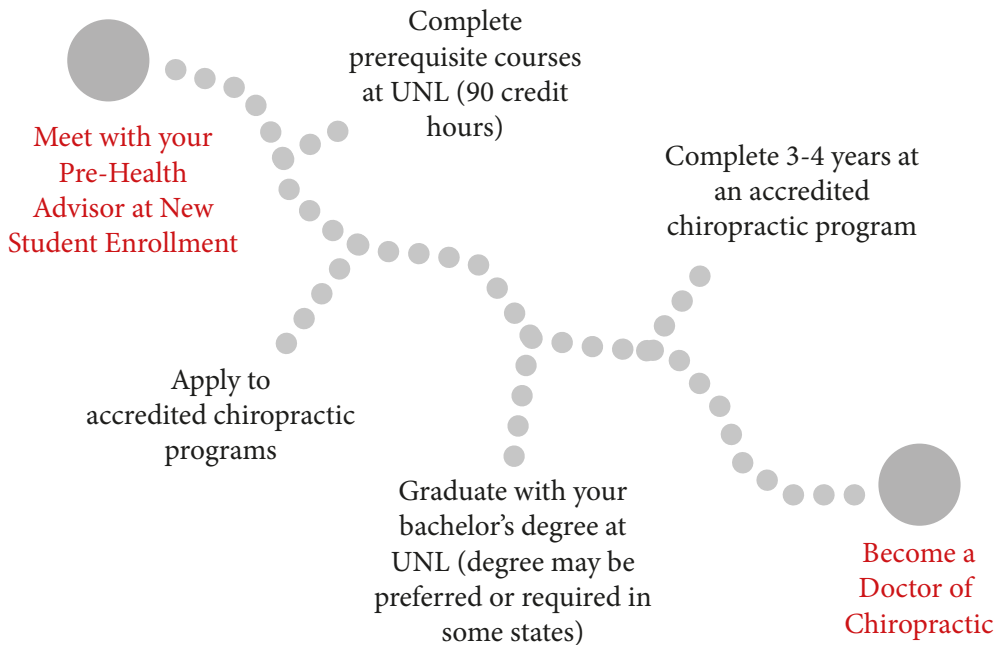 Meet with your
Pre-Health
Advisor at New
Student Enrollment
Complete
prerequisite courses
at UNL (90 credit
hours)
Apply to
accredited chiropractic
programs
Graduate with your
bachelor’s degree at
UNL (degree may be
preferred or required in
some states)
Complete 3-4 years at
an accredited
chiropractic program
Become a
Doctor of
Chiropractic